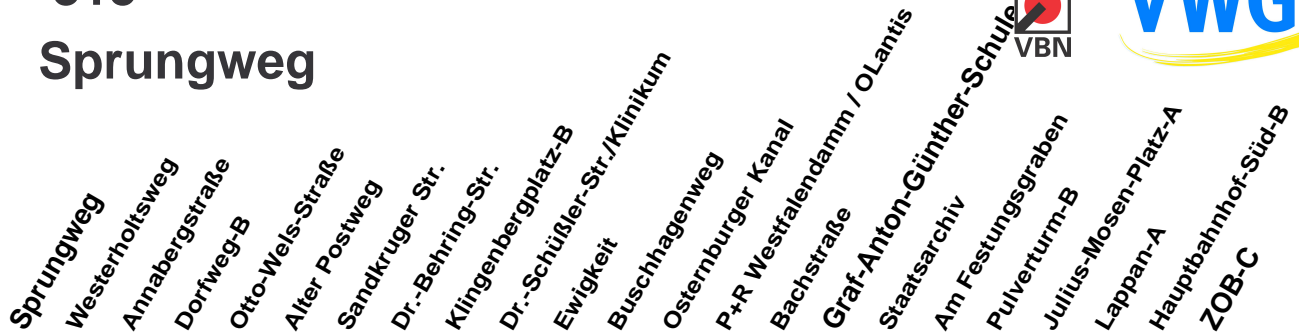 Sprungweg
VBN
VWG
Sprungweg
Westerholtsweg
Annabergstraße
Dorfweg-B
Otto-Wels-Straße
Alter Postweg
Sandkruger Str.
Dr.-Behring-Str.
Klingenbergplatz-B
Dr.-Schüßler-Str./Klinikum
Ewigkeit
Buschhagenweg
Osternburger Kanal
P+R Westfalendamm / OLantis
Bachstraße
Graf-Anton-Günther-Schule
Staatsarchiv
Am Festungsgraben
Pulverturm-B
Julius-Mosen-Platz-A
Lappan-A
Hauptbahnhof-Süd-B
ZOB-C